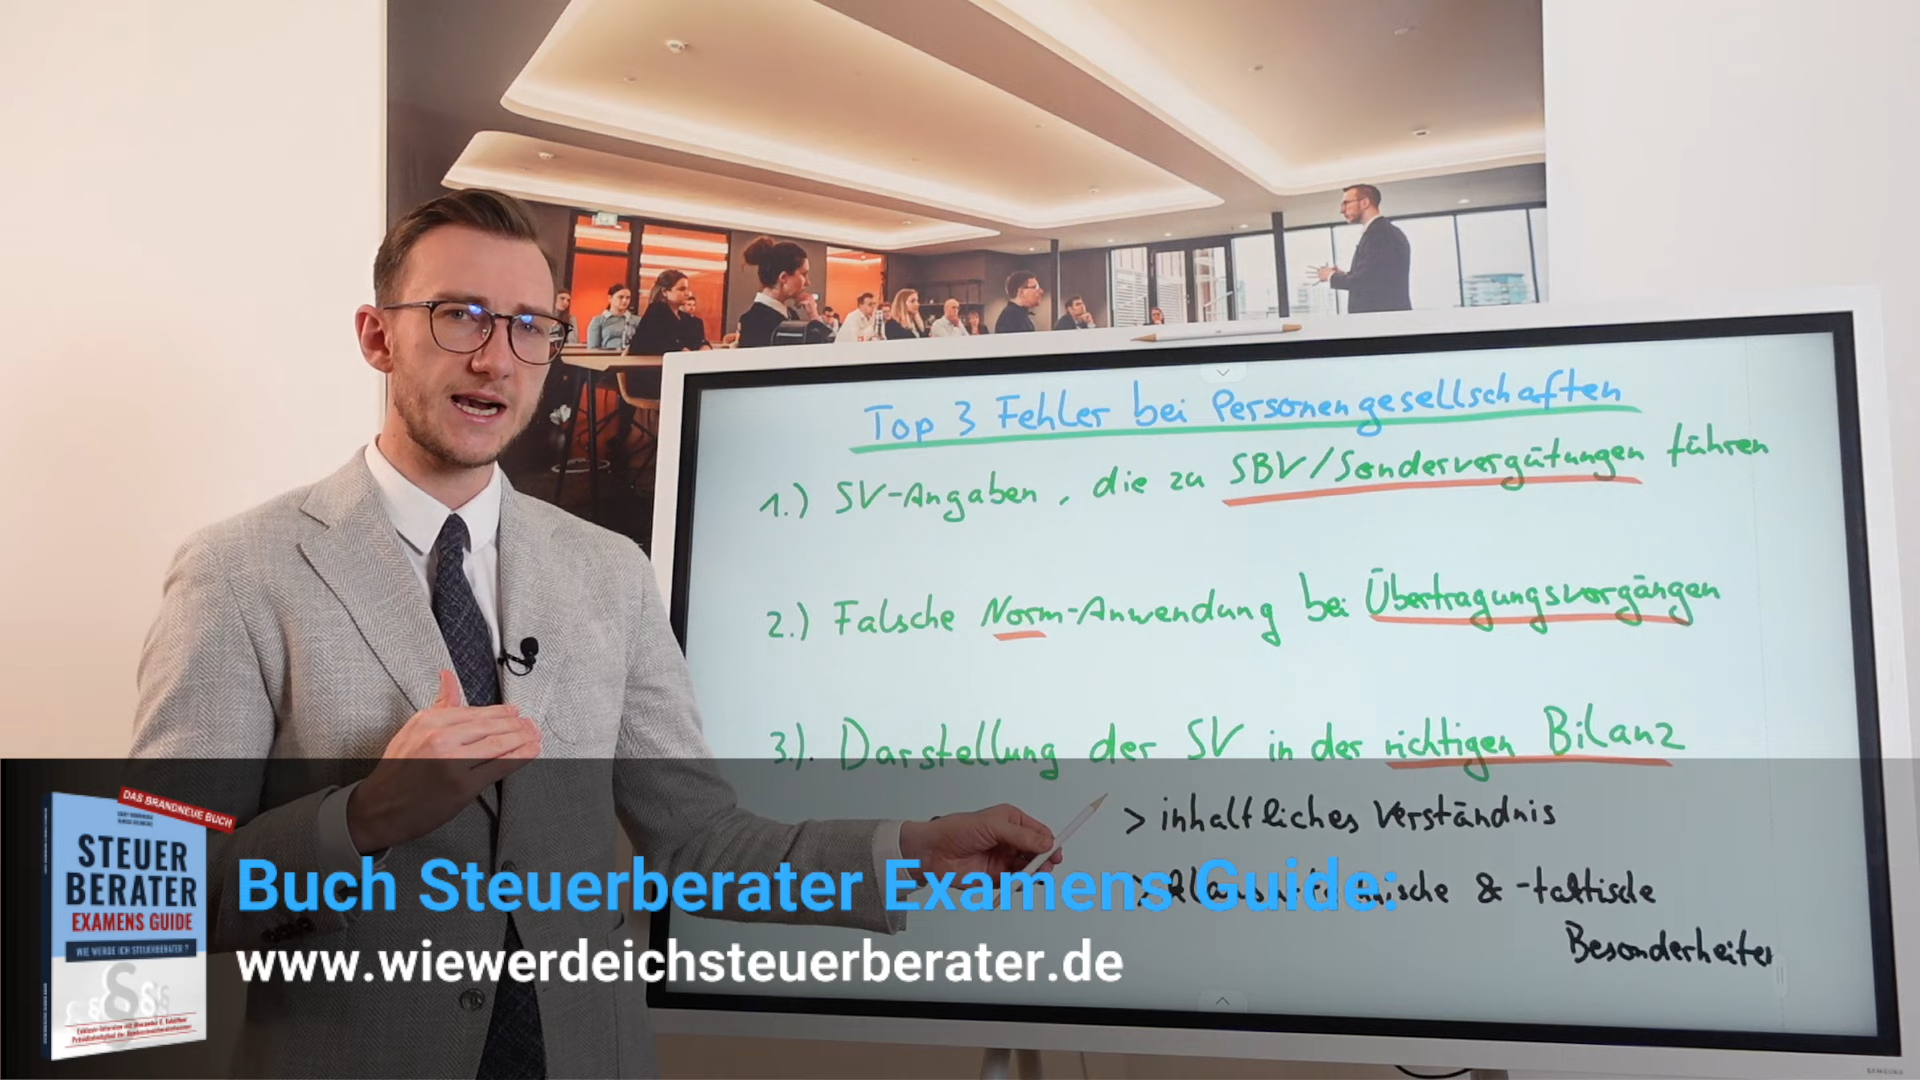 Top 3 Fehler bei Personengesellschaften
1.) SV-Angaben, die zu SBV/Sondervergütungen führen
2.) Falsche Norm-Anwendung bei Übertragungsvorgängen
3.). Darstellung der SV in der richtigen Bilanz
> inhaltliches Verständnis
& -taktische
Besonderheiten
DAS BRANDNEUE BUCH
STEUER
BERATER
EXAMENS GUIDE
WIE WERDE ICH STEUERBERATER ?
Buch Steuerberater Examens Guide:
www.wiewerdeichsteuerberater.de
SAMSUNG